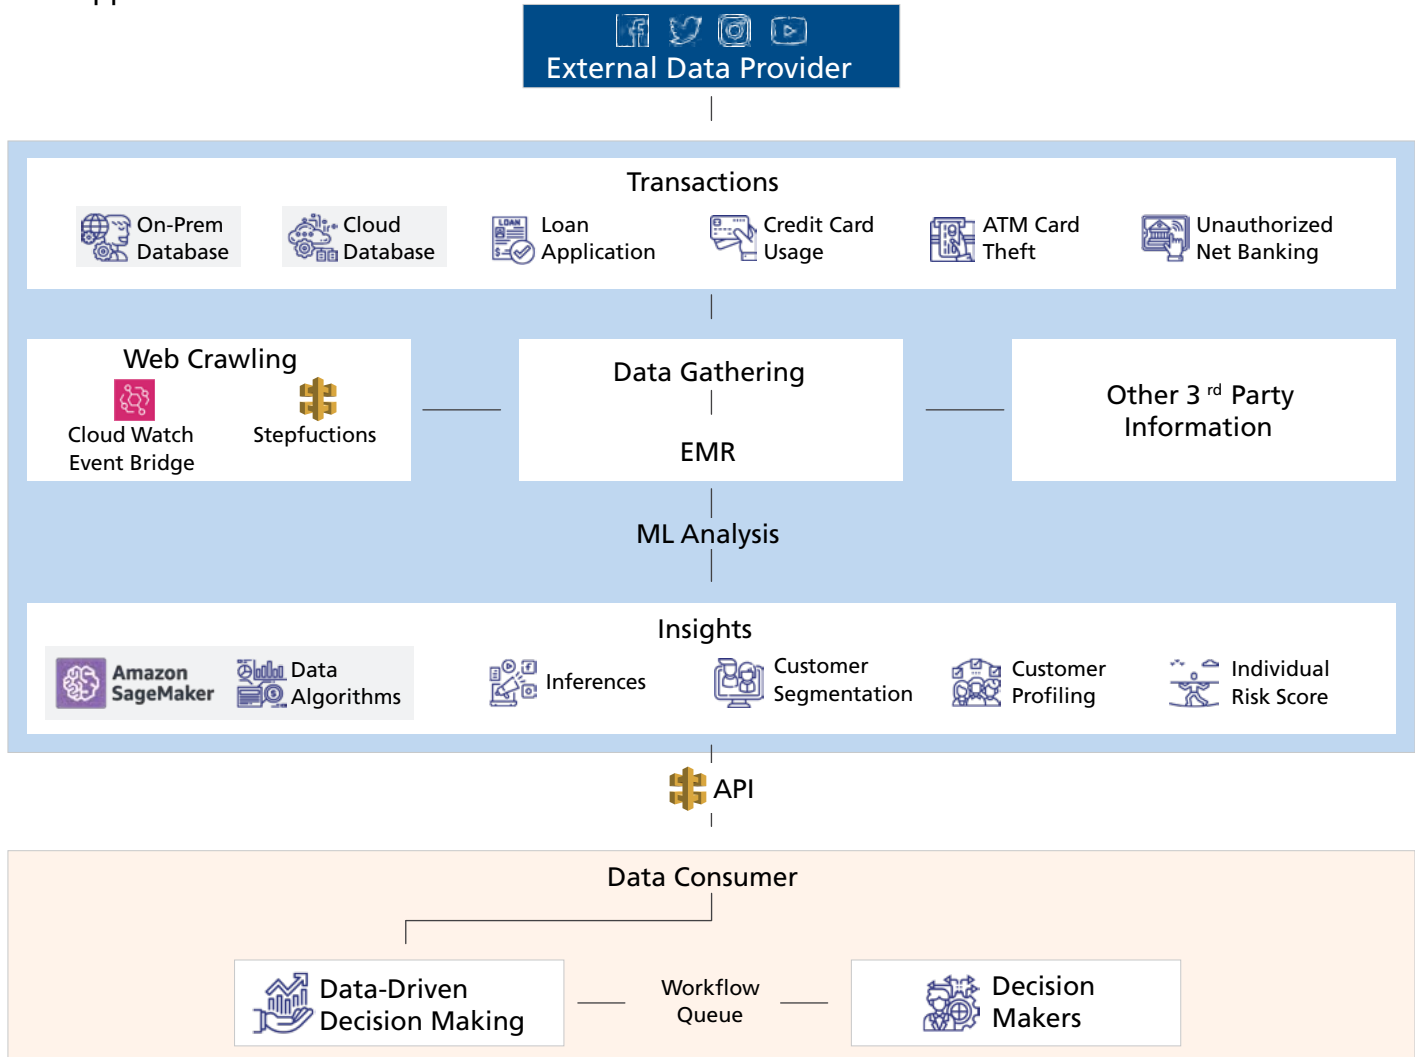 External Data Provider
Transactions
On-Prem
Database
Cloud
Database
LOAN
Loan
Application
Credit Card
Usage
ATM Card
Theft
Unauthorized
Net Banking
Web Crawling
Cloud Watch
Event Bridge
Stepfuctions
Data Gathering
EMR
Other 3 rd Party
Information
ML Analysis
Insights
Amazon
SageMaker
Data
Algorithms
Inferences
Customer
Segmentation
Customer
Profiling
Individual
Risk Score
API
Data Consumer
Data-Driven
Decision Making
Workflow
Queue
Decision
Makers